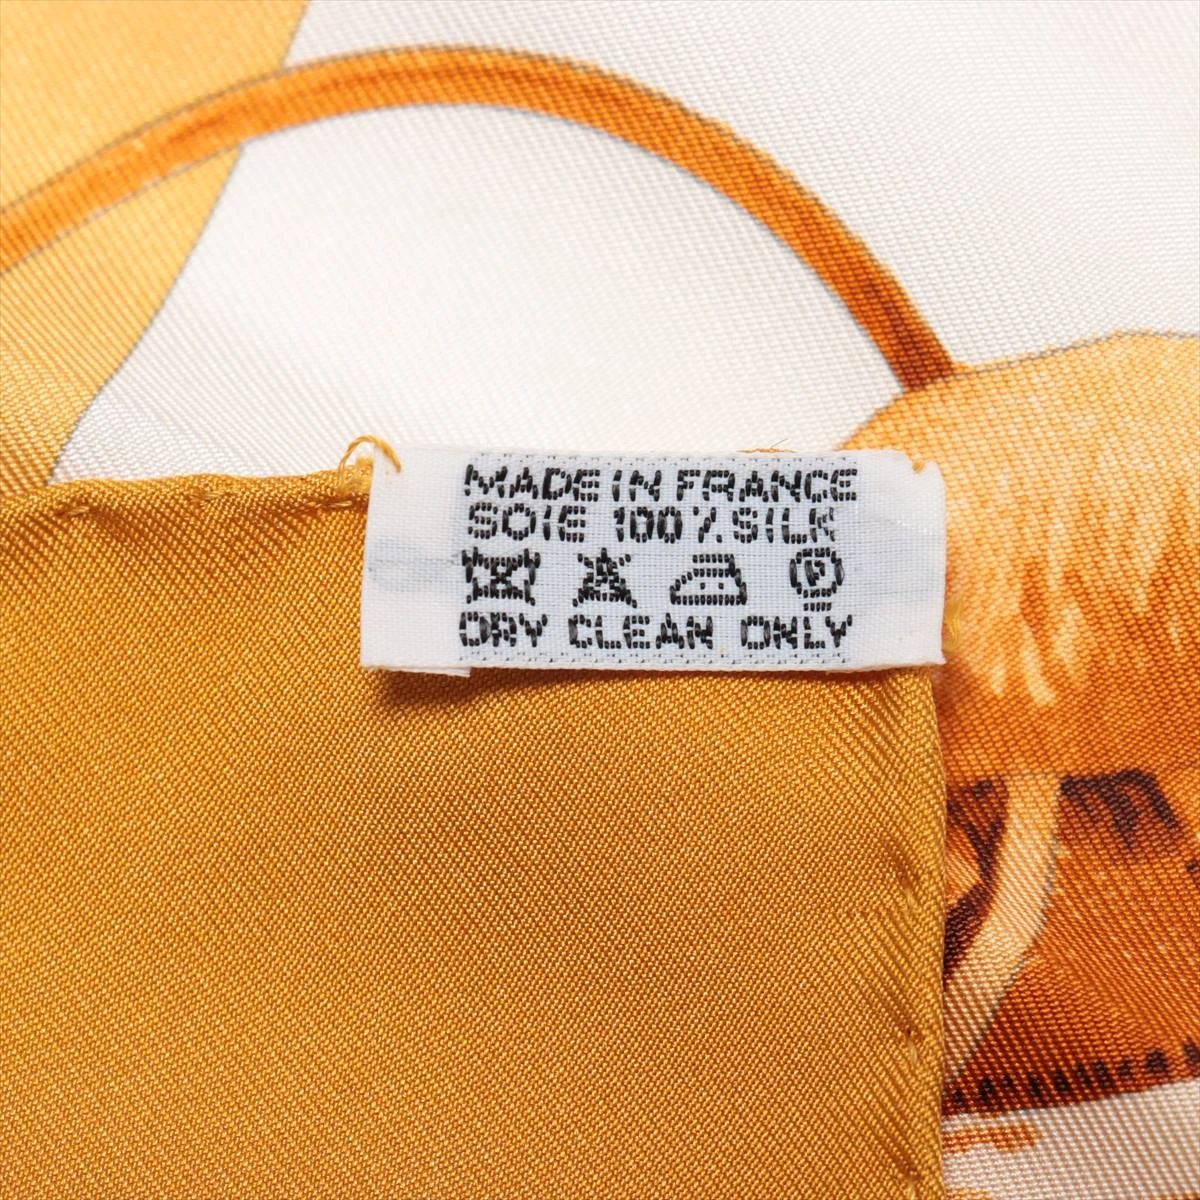 MADE IN FRANCE
SOIE 100% SILK
P
DRY CLEAN ONLY